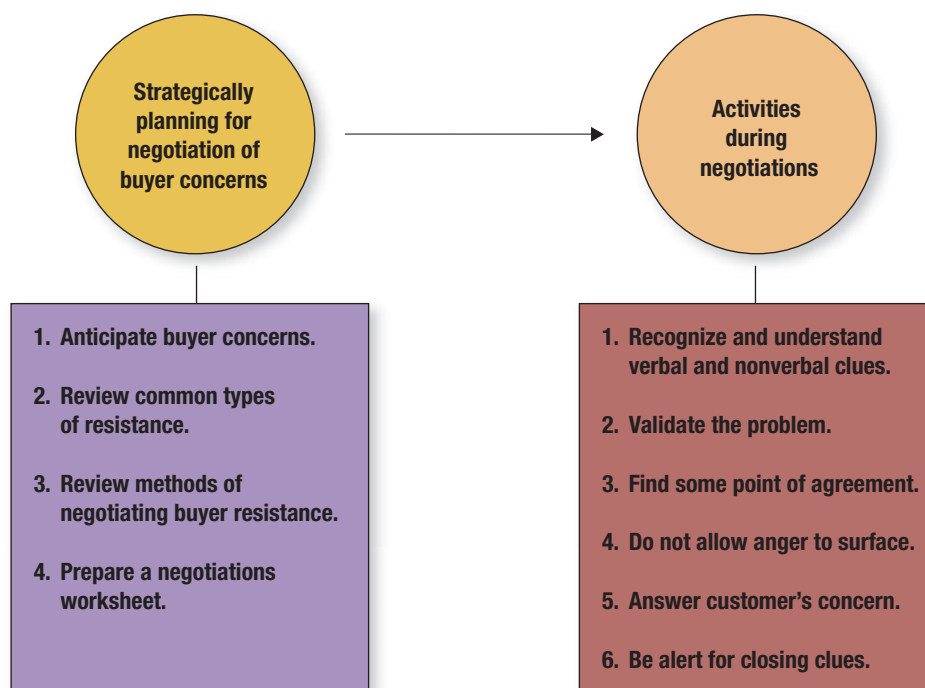 Strategically
planning for
negotiation of
buyer concerns
Activities
during
negotiations
1. Anticipate buyer concerns.
2. Review common types
of resistance.
3. Review methods of
negotiating buyer resistance.
4. Prepare a negotiations
worksheet.
1. Recognize and understand
verbal and nonverbal clues.
2. Validate the problem.
3. Find some point of agreement.
4. Do not allow anger to surface.
5. Answer customer’s concern.
6. Be alert for closing clues.